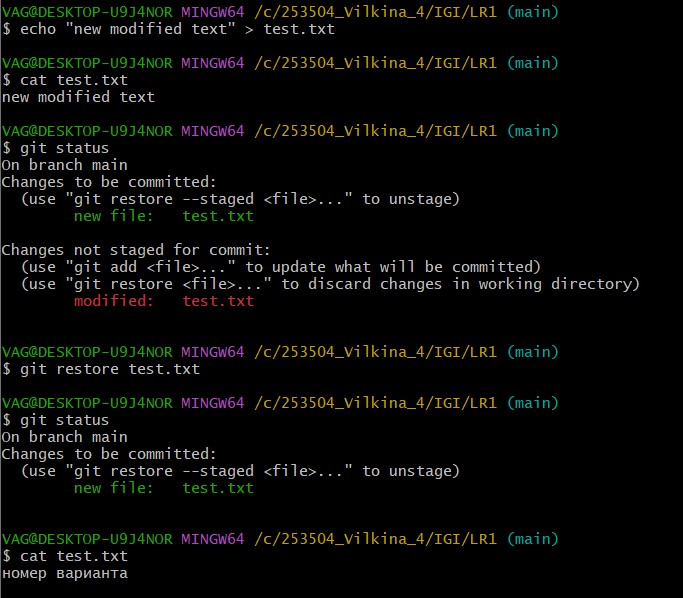 VAG@DESKTOP-U9J4NOR MINGW64 /c/253504_Vilkina_4/IGI/LR1 (main)
$ echo "new modified text" > test.txt
VAG@DESKTOP-U9J4NOR MINGW64 /c/253504_Vilkina_4/IGI/LR1 (main)
$ cat test.txt
new modified text
VAG@DESKTOP-U9J4NOR MINGW64 /c/253504_Vilkina_4/IGI/LR1 (main)
$ git status
On branch main
Changes to be committed:
  (use "git restore --staged <file>..." to unstage)
        new file:   test.txt
Changes not staged for commit:
  (use "git add <file>..." to update what will be committed)
  (use "git restore <file>..." to discard changes in working directory)
        modified:   test.txt
VAG@DESKTOP-U9J4NOR MINGW64 /c/253504_Vilkina_4/IGI/LR1 (main)
$ git restore test.txt
VAG@DESKTOP-U9J4NOR MINGW64 /c/253504_Vilkina_4/IGI/LR1 (main)
$ git status
On branch main
Changes to be committed:
  (use "git restore --staged <file>..." to unstage)
        new file:   test.txt
VAG@DESKTOP-U9J4NOR MINGW64 /c/253504_Vilkina_4/IGI/LR1 (main)
$ cat test.txt
номер варианта